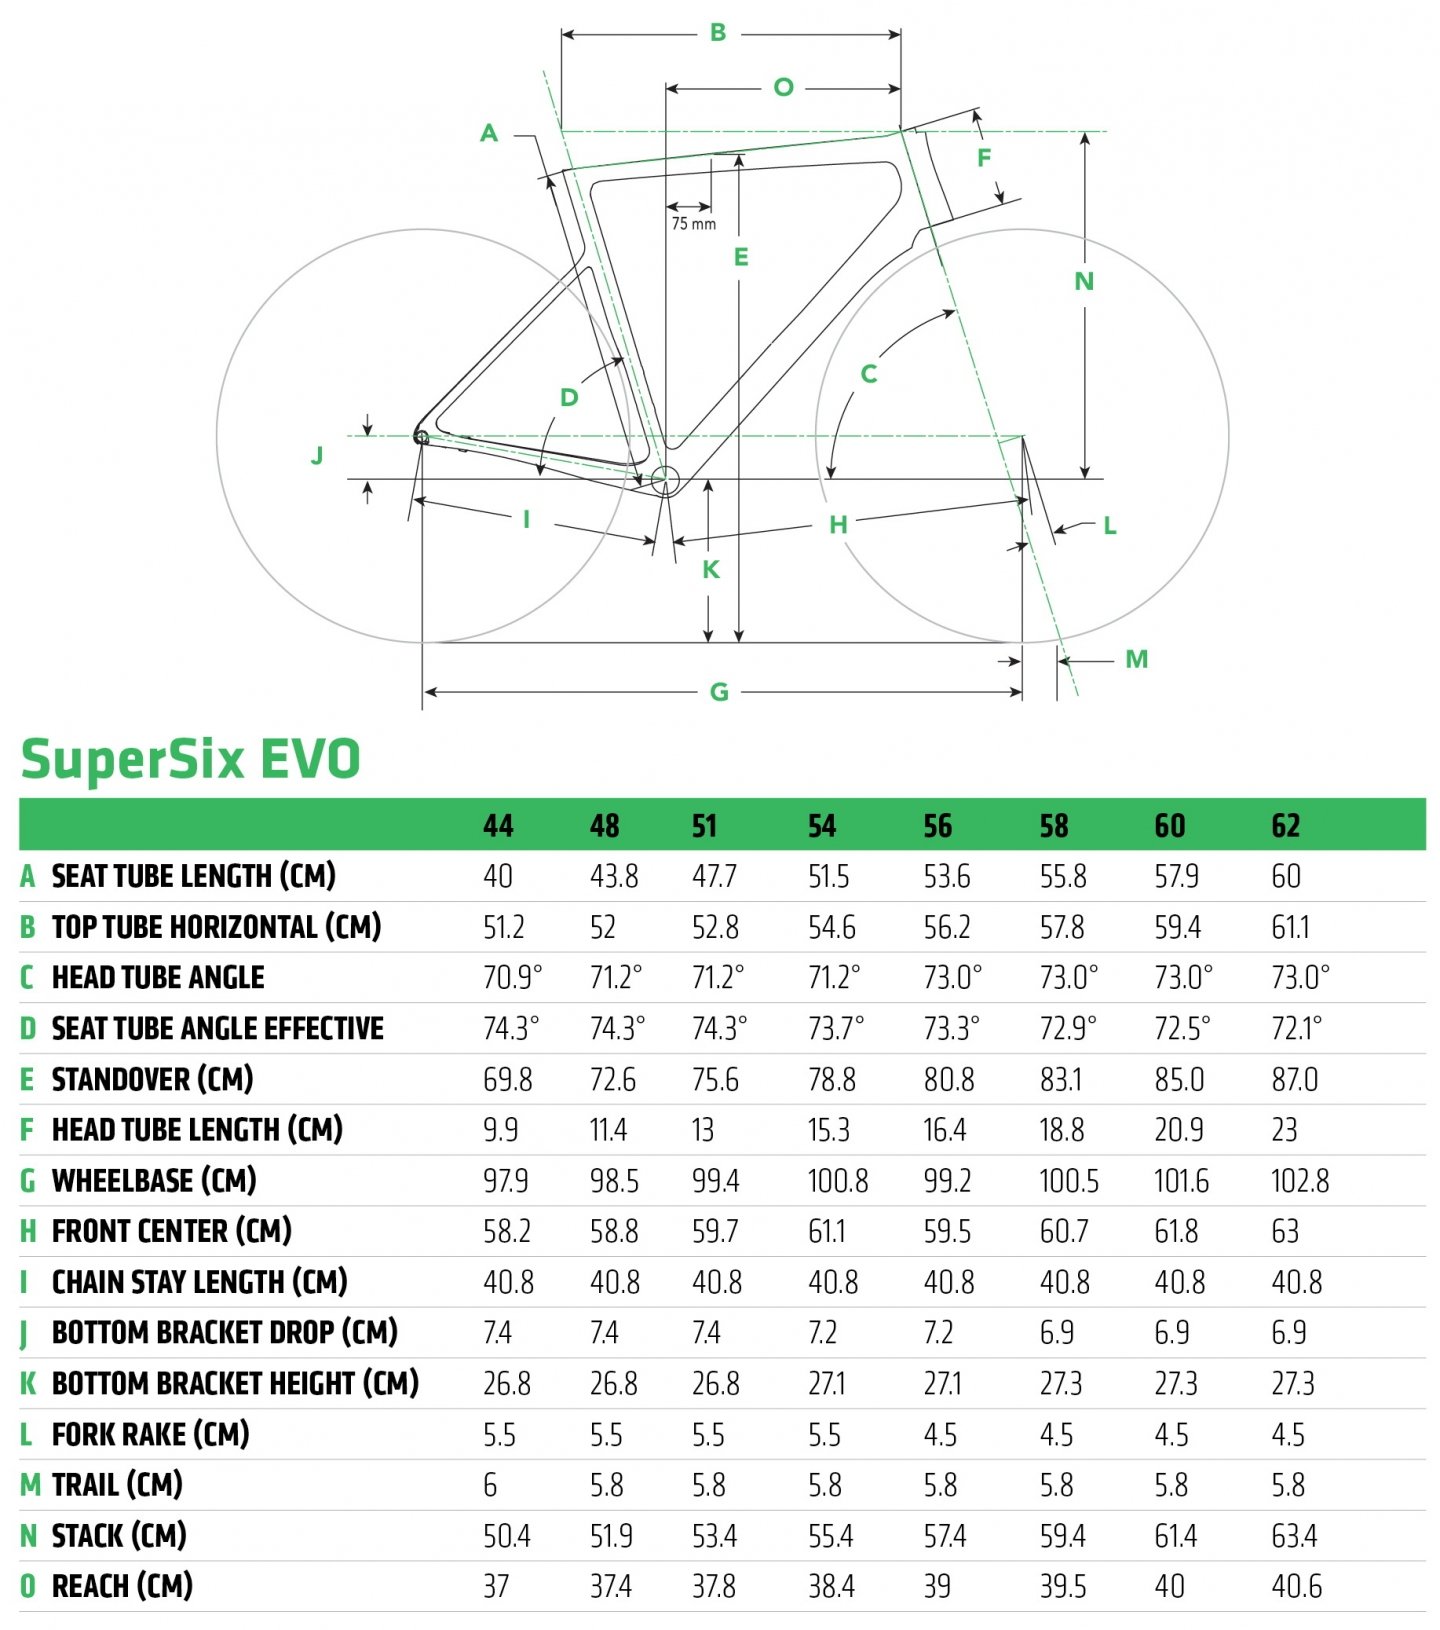 B
O
A
F
75 mm
E
N
C
D
J
I
H
L
K
M
G
SuperSix EVO
44 48 51 54 56 58 60 62
A SEAT TUBE LENGTH (CM) 40 43.8 47.7 51.5 53.6 55.8 57.9 60
B TOP TUBE HORIZONTAL (CM) 51.2 52 52.8 54.6 56.2 57.8 59.4 61.1
C HEAD TUBE ANGLE 70.9° 71.2° 71.2° 71.2° 73.0° 73.0° 73.0° 73.0°
D SEAT TUBE ANGLE EFFECTIVE 74.3° 74.3° 74.3° 73.7° 73.3° 72.9° 72.5° 72.1°
E STANDOVER (CM) 69.8 72.6 75.6 78.8 80.8 83.1 85.0 87.0
F HEAD TUBE LENGTH (CM) 9.9 11.4 13 15.3 16.4 18.8 20.9 23
G WHEELBASE (CM) 97.9 98.5 99.4 100.8 99.2 100.5 101.6 102.8
H FRONT CENTER (CM) 58.2 58.8 59.7 61.1 59.5 60.7 61.8 63
I CHAIN STAY LENGTH (CM) 40.8 40.8 40.8 40.8 40.8 40.8 40.8 40.8
J BOTTOM BRACKET DROP (CM) 7.4 7.4 7.4 7.2 7.2 6.9 6.9 6.9
K BOTTOM BRACKET HEIGHT (CM) 26.8 26.8 26.8 27.1 27.1 27.3 27.3 27.3
L FORK RAKE (CM) 5.5 5.5 5.5 5.5 4.5 4.5 4.5 4.5
M TRAIL (CM) 6 5.8 5.8 5.8 5.8 5.8 5.8 5.8
N STACK (CM) 50.4 51.9 53.4 55.4 57.4 59.4 61.4 63.4
O REACH (CM) 37 37.4 37.8 38.4 39 39.5 40 40.6